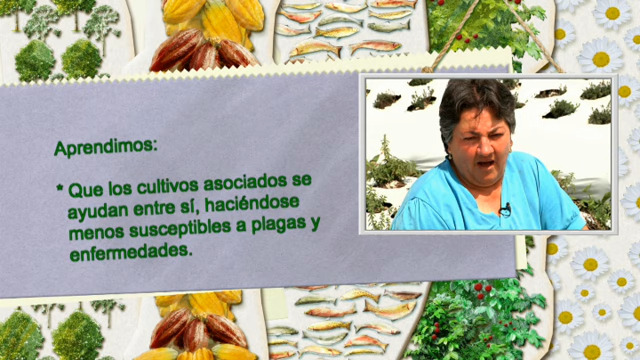 Aprendimos:
* Que los cultivos asociados se
ayudan entre sí, haciéndose
menos susceptibles a plagas y
enfermedades.